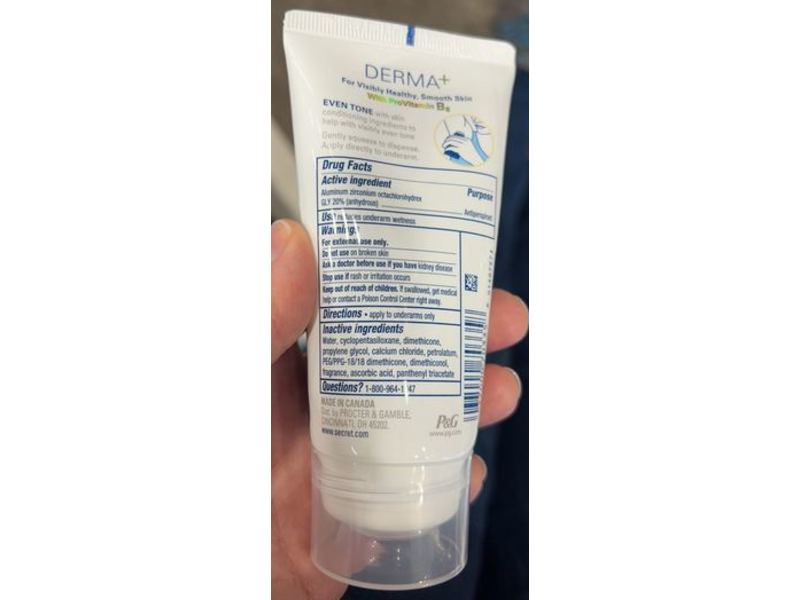 DERMA+
For Visibly Healthy, Smooth Skin
With ProVitamin B5
EVEN TONE with skin
conditioning ingredients to
help with visibly even tone
Gently squeeze to dispense.
Apply directly to underarm.
Drug Facts
Active ingredient Purpose
Aluminum zirconium octachlorohydrex
GLY 20% (anhydrous) Antiperspirant
Use reduces underarm wetness
Warnings
For external use only.
Do not use on broken skin
Ask a doctor before use if you have kidney disease
Stop use if rash or irritation occurs
Keep out of reach of children. If swallowed, get medical
help or contact a Poison Control Center right away.
Directions • apply to underarms only
Inactive ingredients
Water, cyclopentasiloxane, dimethicone,
propylene glycol, calcium chloride, petrolatum,
PEG/PPG-18/18 dimethicone, dimethiconol,
fragrance, ascorbic acid, panthenyl triacetate
Questions? 1-800-964-1 47
MADE IN CANADA
Dist. by PROCTER & GAMBLE,
CINCINNATI, OH 45202.
www.secret.com
P&G
www.pg.com